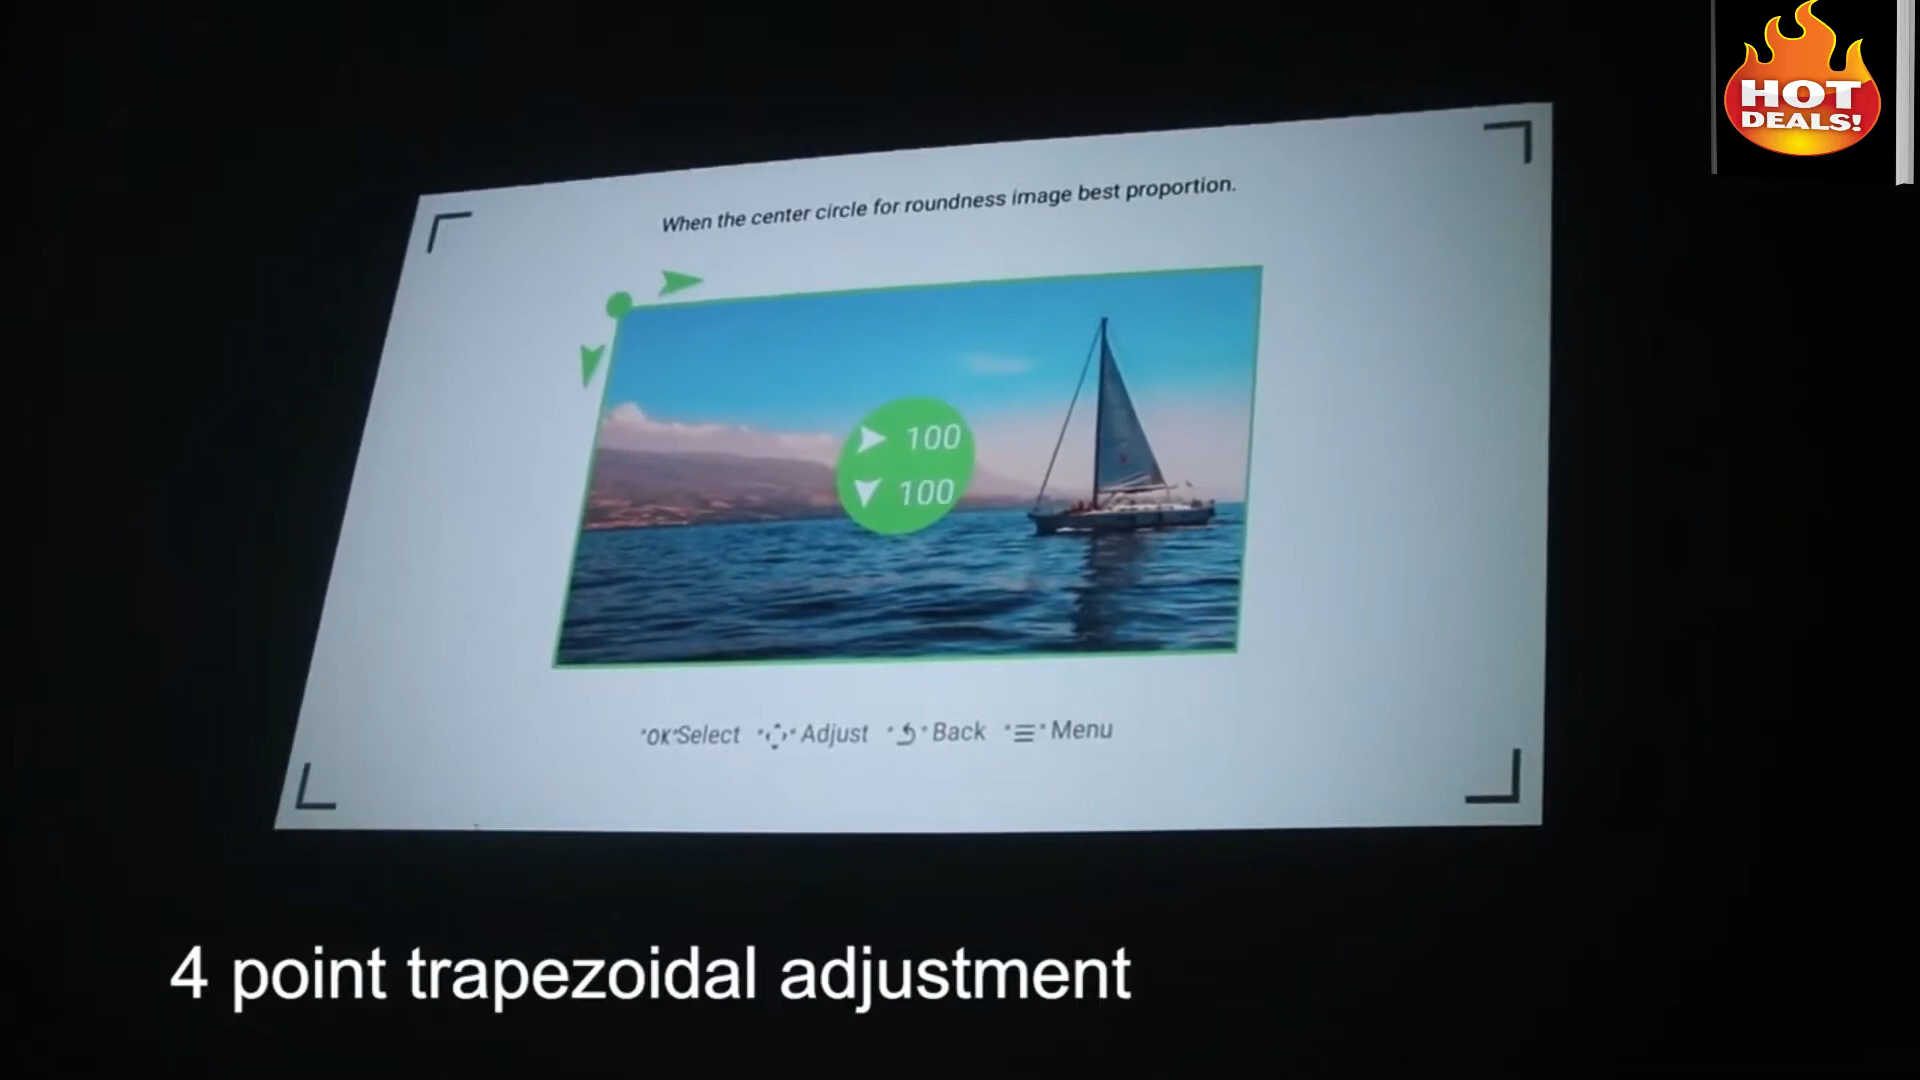 HOT
DEALS!
When the center circle for roundness image best proportion.
100
100
"OK"Select " " Adjust " " Back " " Menu
4 point trapezoidal adjustment